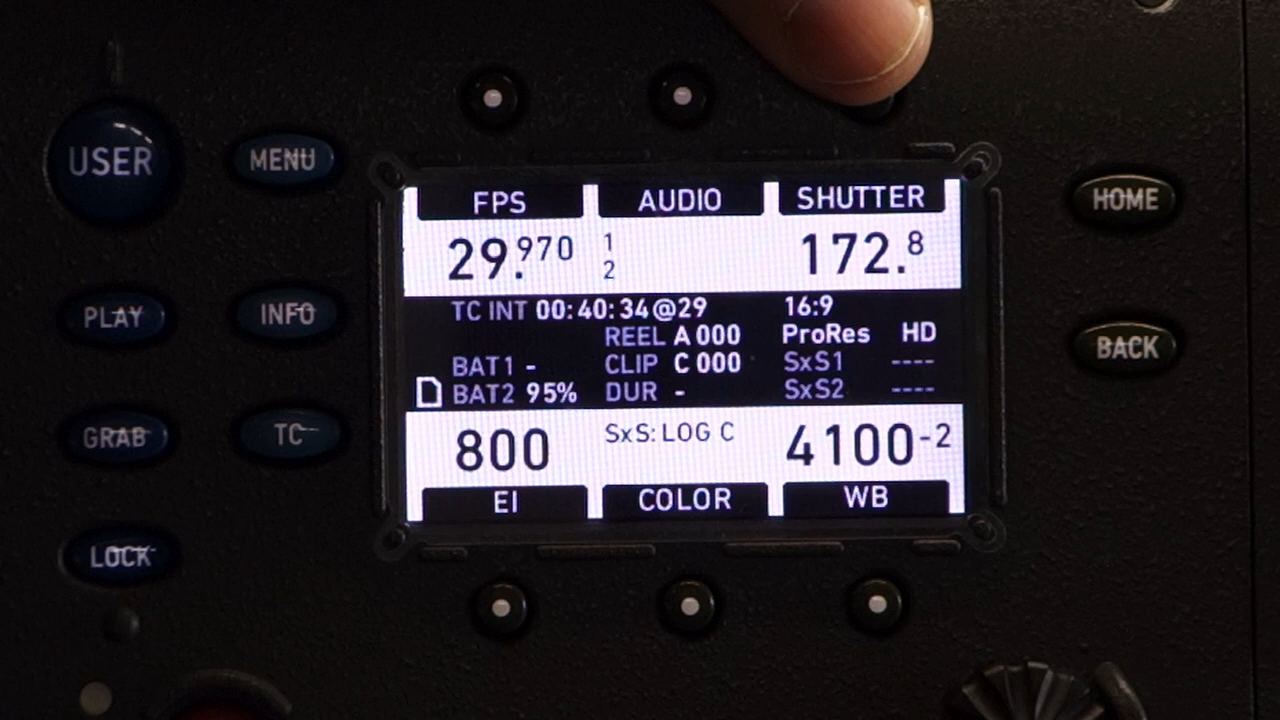 USER
MENU
PLAY
INFO
GRAB
TC
LOCK
FPS AUDIO SHUTTER
29.970 1 172.8
2
TC INT 00:40:34@29 16:9
REEL A 000 ProRes HD
BAT1 - CLIP C 000 SxS1 ----
BAT2 95% DUR - SxS2 ----
800 SxS: LOG C 4100-2
EI COLOR WB
HOME
BACK